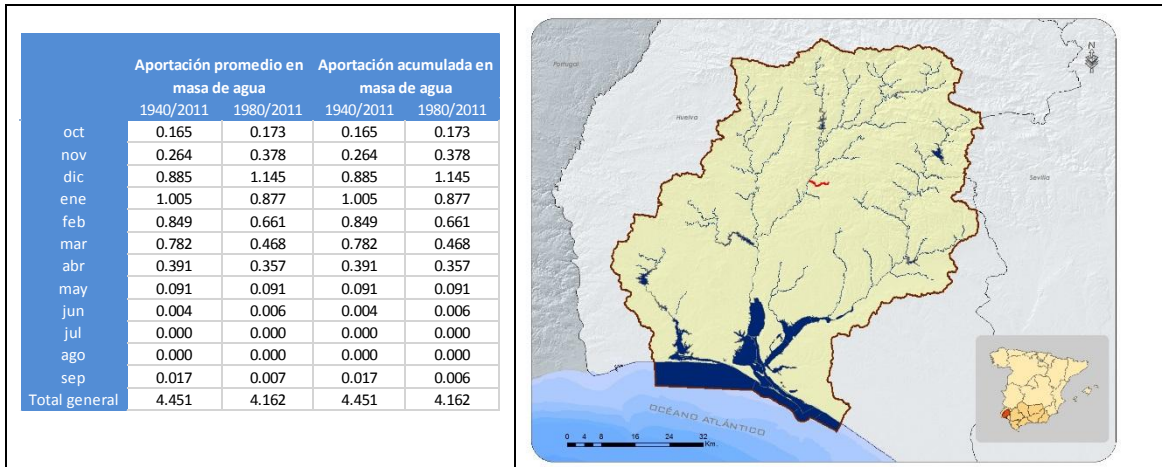 Aportación promedio en masa de agua Aportación acumulada en masa de agua
1940/2011 1980/2011 1940/2011 1980/2011
oct 0.165 0.173 0.165 0.173
nov 0.264 0.378 0.264 0.378
dic 0.885 1.145 0.885 1.145
ene 1.005 0.877 1.005 0.877
feb 0.849 0.661 0.849 0.661
mar 0.782 0.468 0.782 0.468
abr 0.391 0.357 0.391 0.357
may 0.091 0.091 0.091 0.091
jun 0.004 0.006 0.004 0.006
jul 0.000 0.000 0.000 0.000
ago 0.000 0.000 0.000 0.000
sep 0.017 0.007 0.017 0.006
Total general 4.451 4.162 4.451 4.162
N
Portugal
Huelva
Sevilla
OCÉANO ATLÁNTICO
0 4 8 16 24 32
Km.